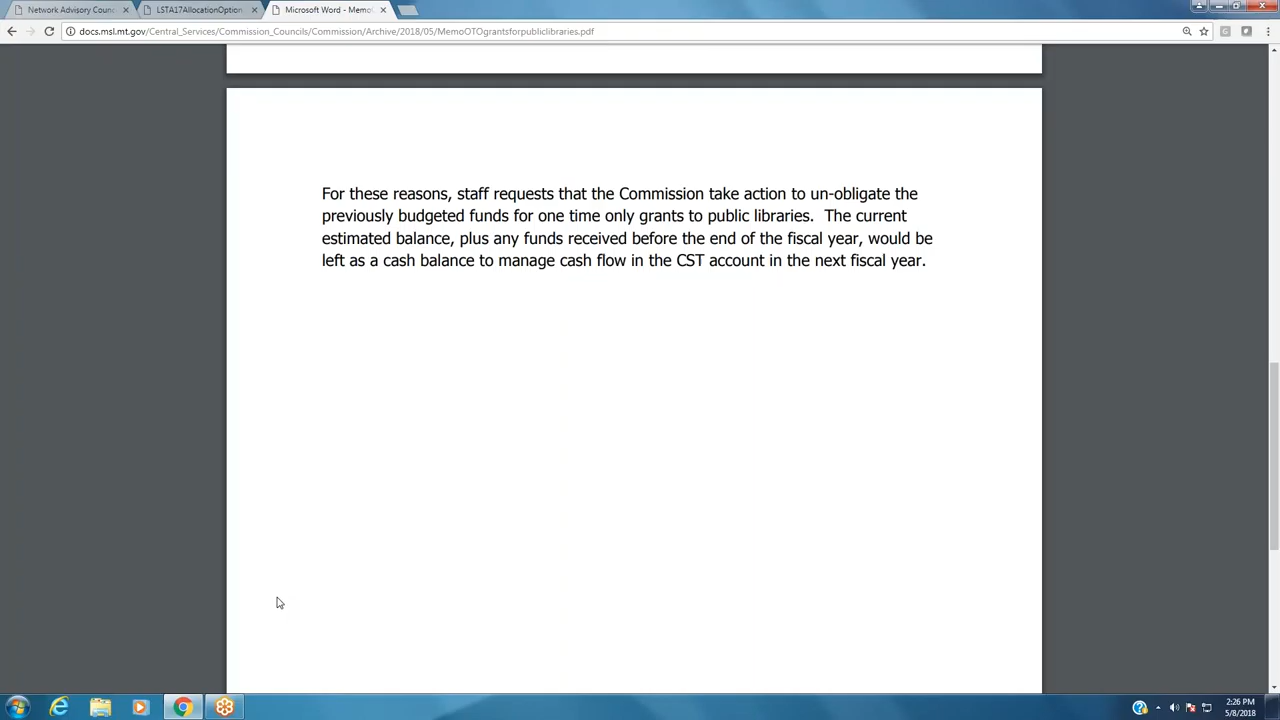 Network Advisory Counc
LSTA17AllocationOption
Microsoft Word - MemoO
docs.msl.mt.gov/Central_Services/Commission_Councils/Commission/Archive/2018/05/MemoOTOgrantsforpubliclibraries.pdf
For these reasons, staff requests that the Commission take action to un-obligate the
previously budgeted funds for one time only grants to public libraries.  The current
estimated balance, plus any funds received before the end of the fiscal year, would be
left as a cash balance to manage cash flow in the CST account in the next fiscal year.
2:26 PM
5/8/2018